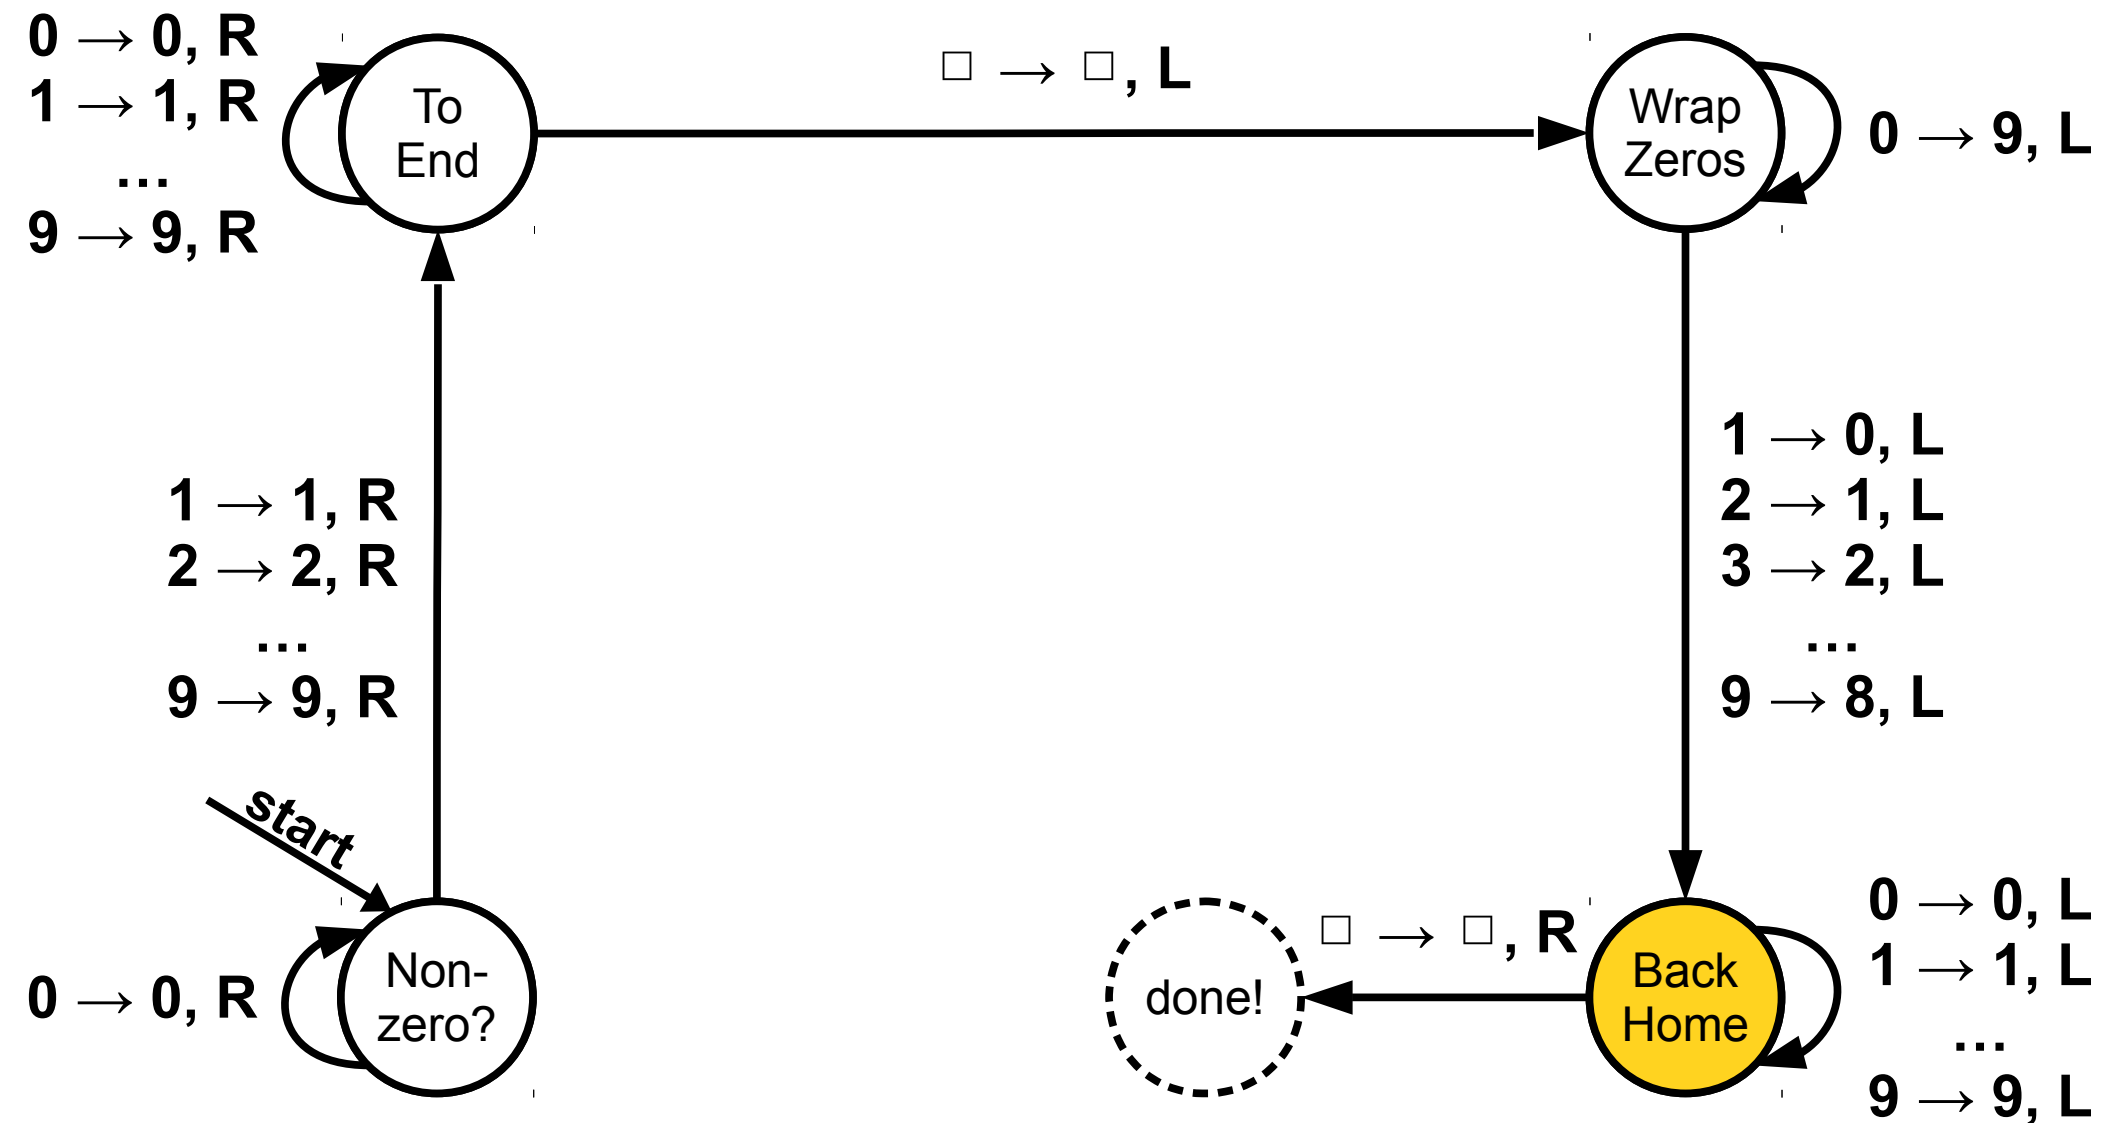 0 → 0, R
1 → 1, R
...
9 → 9, R
To
End
□ → □, L
Wrap
Zeros
0 → 9, L
1 → 1, R
2 → 2, R
...
9 → 9, R
1 → 0, L
2 → 1, L
3 → 2, L
...
9 → 8, L
start
0 → 0, R
Non-
zero?
done!
□ → □, R
Back
Home
0 → 0, L
1 → 1, L
...
9 → 9, L